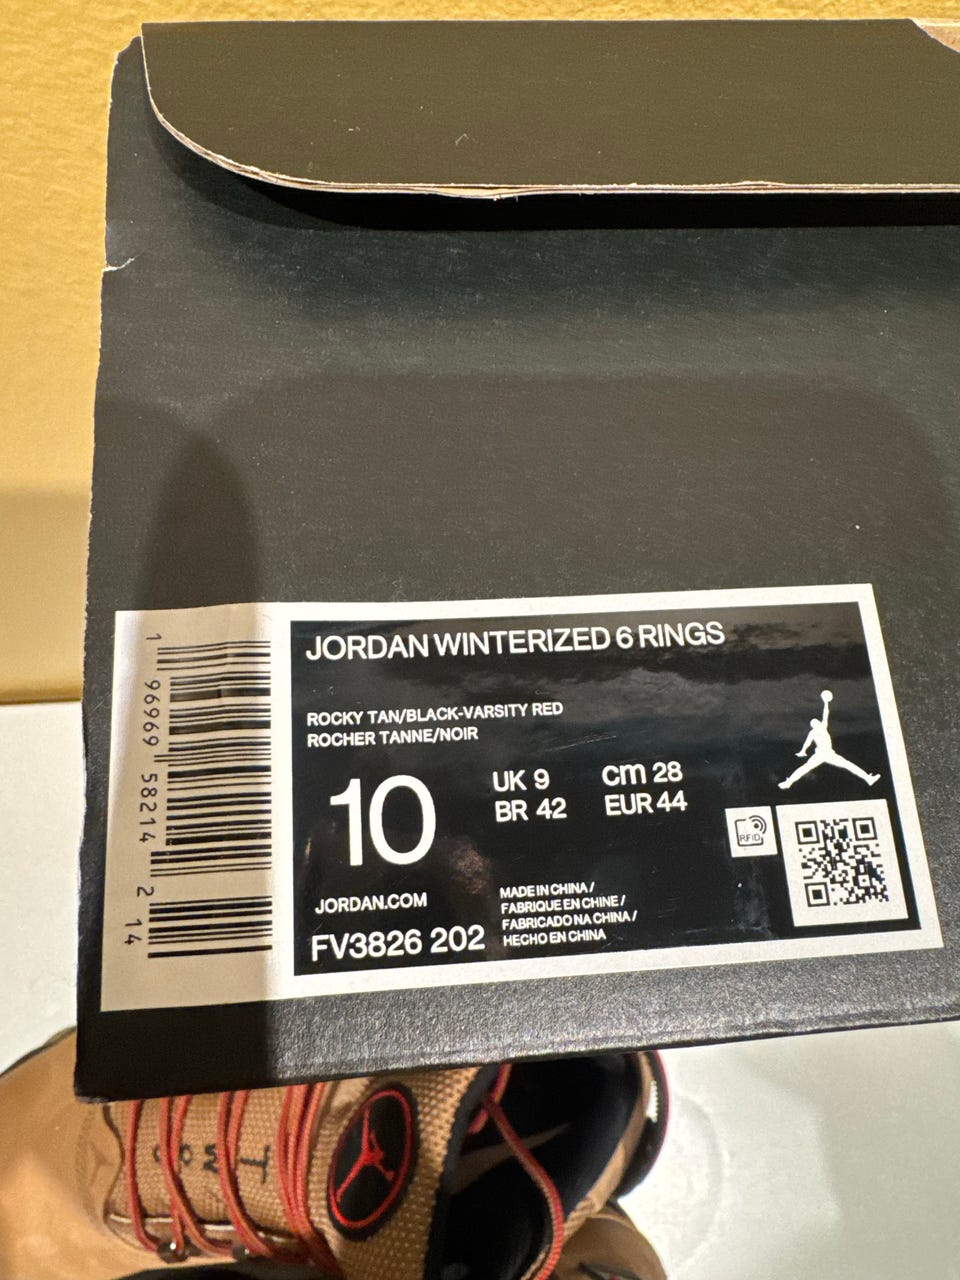 JORDAN WINTERIZED 6 RINGS
ROCKY TAN/BLACK-VARSITY RED
ROCHER TANNE/NOIR
10
UK 9 cm 28
BR 42 EUR 44
RFID
JORDAN.COM
MADE IN CHINA /
FABRIQUE EN CHINE /
FABRICADO NA CHINA /
HECHO EN CHINA
FV3826 202
1 96969 58214 2 14
TWO